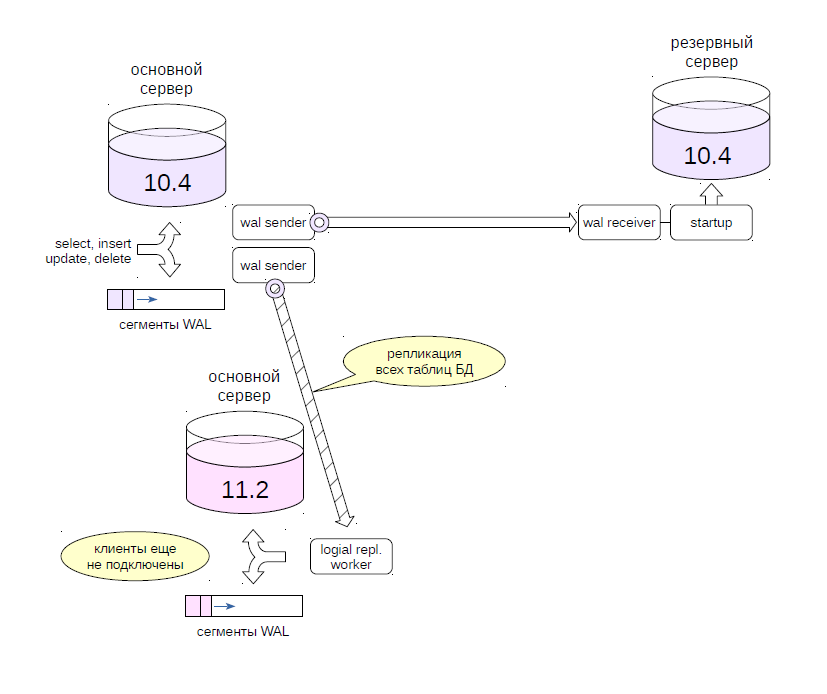 резервный
сервер
10.4
основной
сервер
10.4
wal sender
wal receiver
startup
select, insert
update, delete
wal sender
сегменты WAL
репликация
всех таблиц БД
основной
сервер
11.2
клиенты еще
не подключены
logial repl.
worker
сегменты WAL